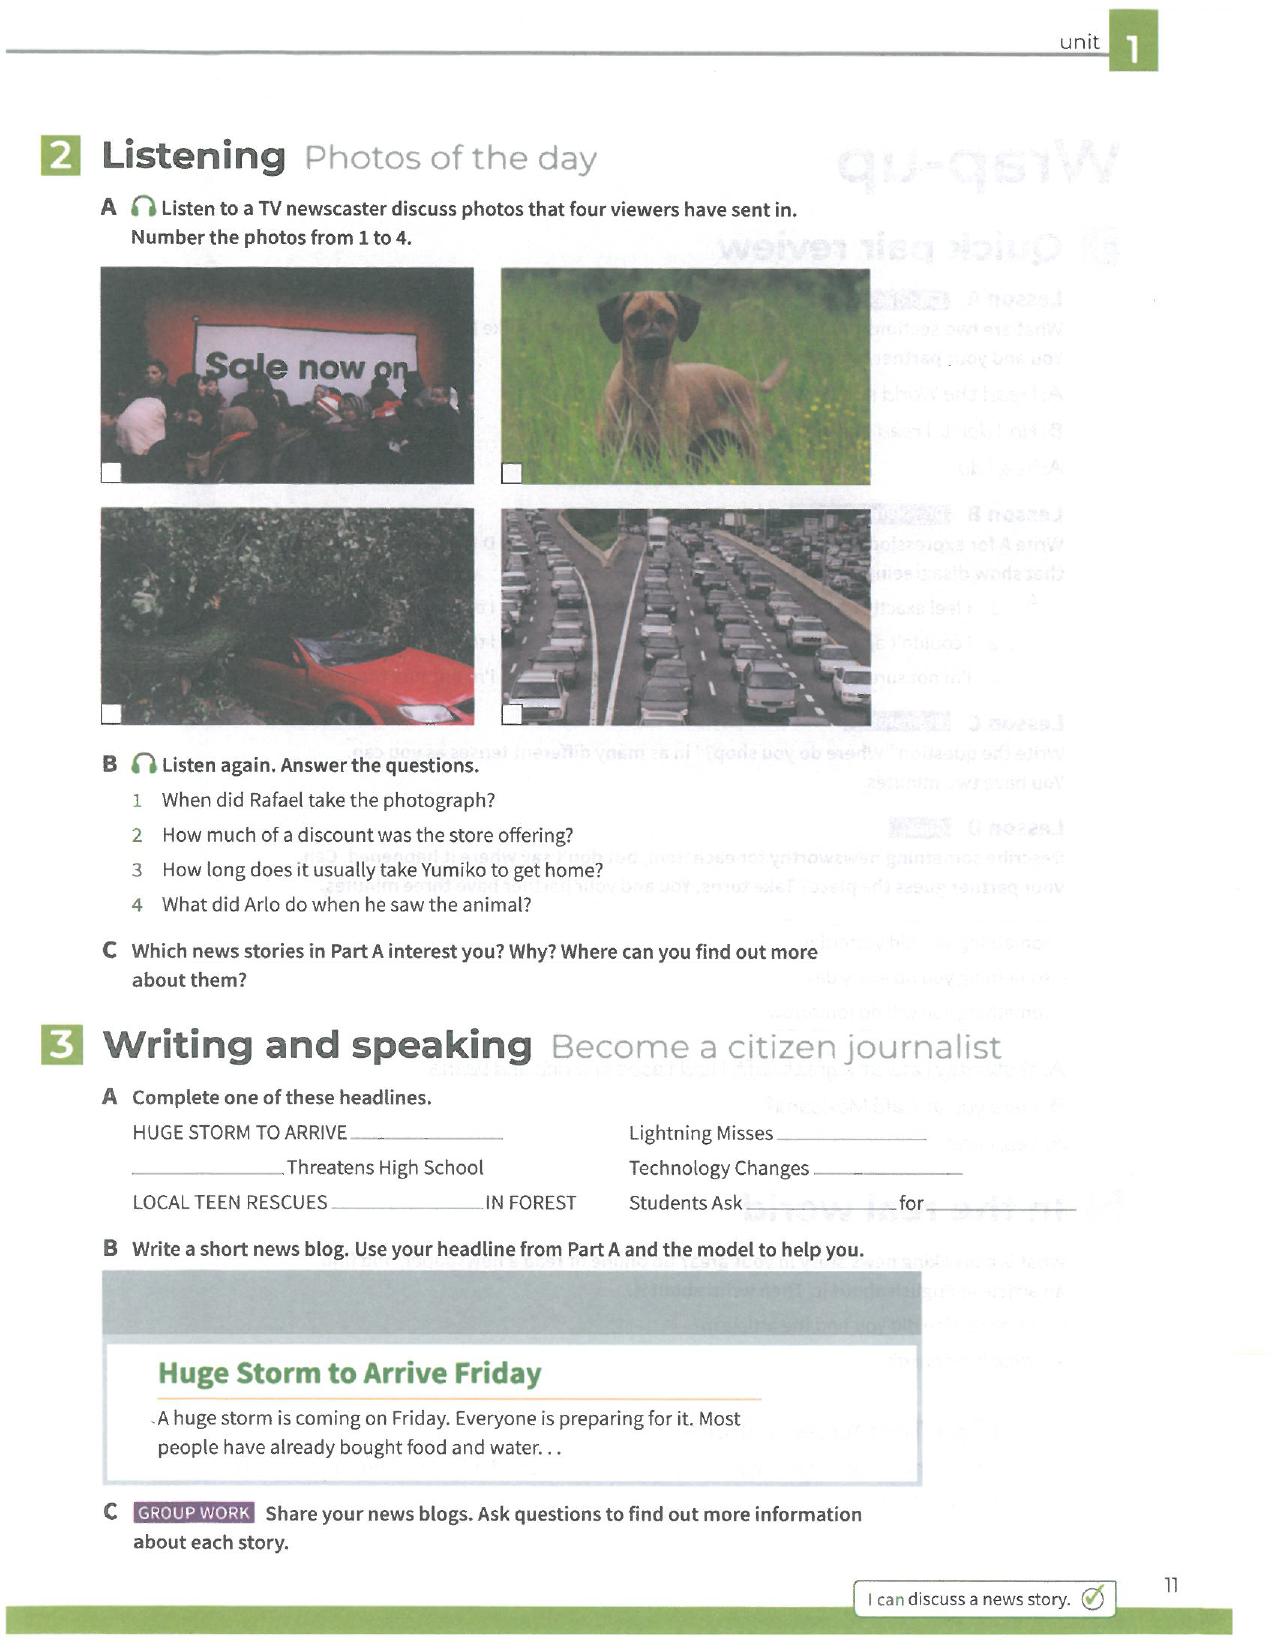 unit 1
2 Listening Photos of the day
A Listen to a TV newscaster discuss photos that four viewers have sent in.
Number the photos from 1 to 4.
Sale now on
B Listen again. Answer the questions.
1 When did Rafael take the photograph?
2 How much of a discount was the store offering?
3 How long does it usually take Yumiko to get home?
4 What did Arlo do when he saw the animal?
C Which news stories in Part A interest you? Why? Where can you find out more
about them?
3 Writing and speaking Become a citizen journalist
A Complete one of these headlines.
HUGE STORM TO ARRIVE ______________ Lightning Misses ______________
______________ Threatens High School Technology Changes ______________
LOCAL TEEN RESCUES ______________ IN FOREST Students Ask ______________ for ______________
B Write a short news blog. Use your headline from Part A and the model to help you.
Huge Storm to Arrive Friday
A huge storm is coming on Friday. Everyone is preparing for it. Most
people have already bought food and water...
C GROUP WORK Share your news blogs. Ask questions to find out more information
about each story.
I can discuss a news story.
11